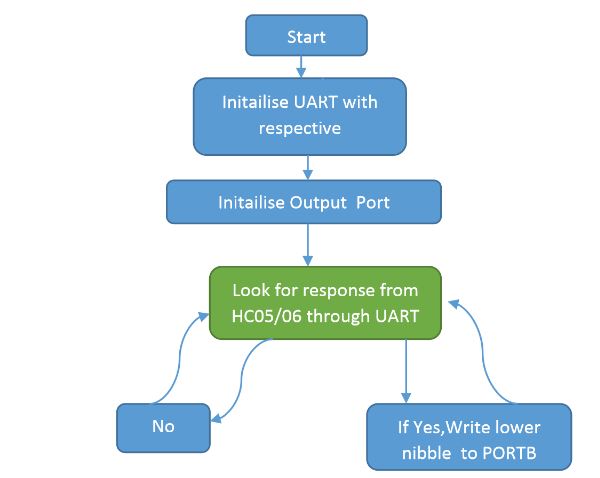 Start
Initailise UART with
respective
Initailise Output Port
Look for response from
HC05/06 through UART
No
If Yes,Write lower
nibble to PORTB